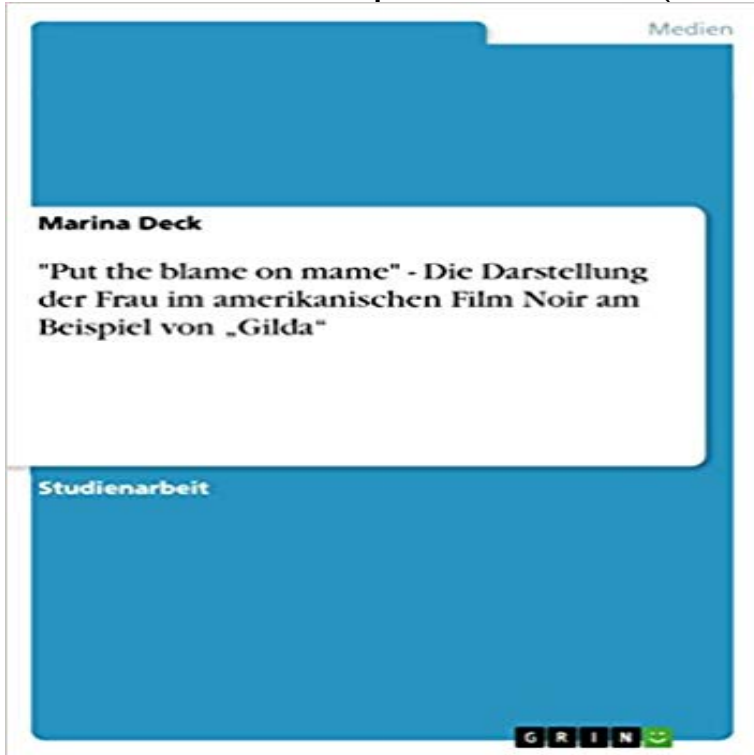 Medien
Marina Deck
"Put the blame on mame" - Die Darstellung
der Frau im amerikanischen Film Noir am
Beispiel von „Gilda“
Studienarbeit
GRIN